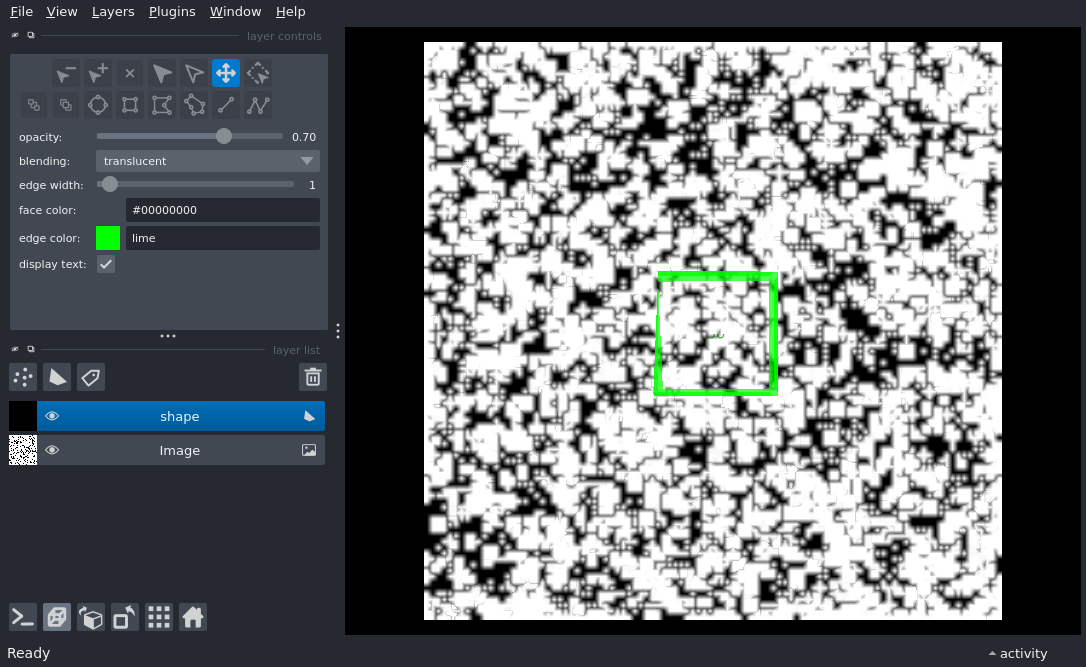 File View Layers Plugins Window Help
layer controls
opacity: 0.70
blending: translucent
edge width: 1
face color: #00000000
edge color: lime
display text:
layer list
shape
Image
Ready
activity